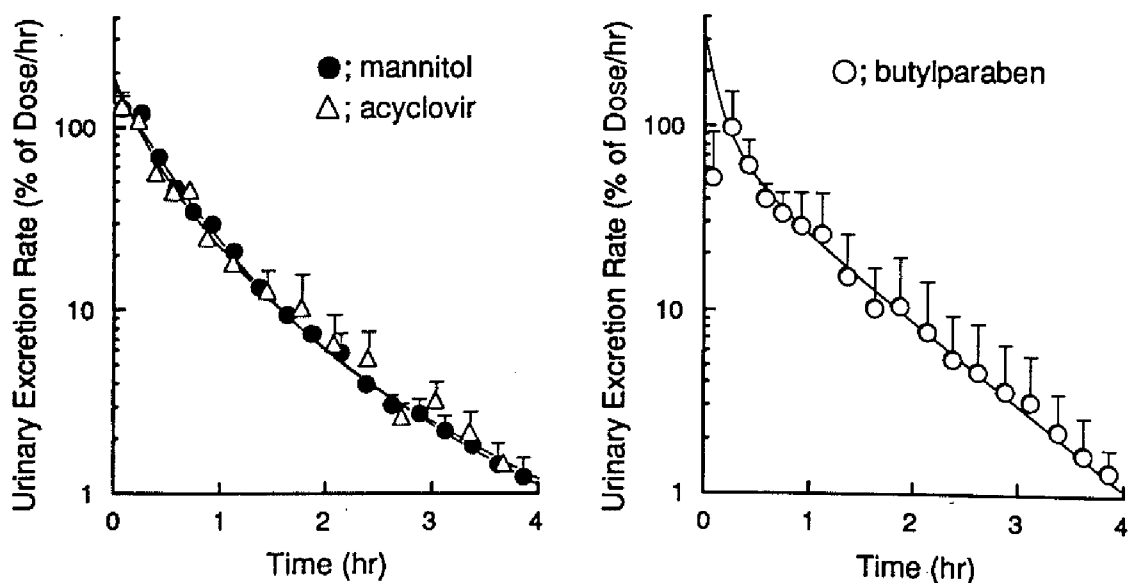 Urinary Excretion Rate (% of Dose/hr)
●; mannitol
△; acyclovir
100
10
1
0
1
2
3
4
Time (hr)
Urinary Excretion Rate (% of Dose/hr)
○; butylparaben
100
10
1
0
1
2
3
4
Time (hr)